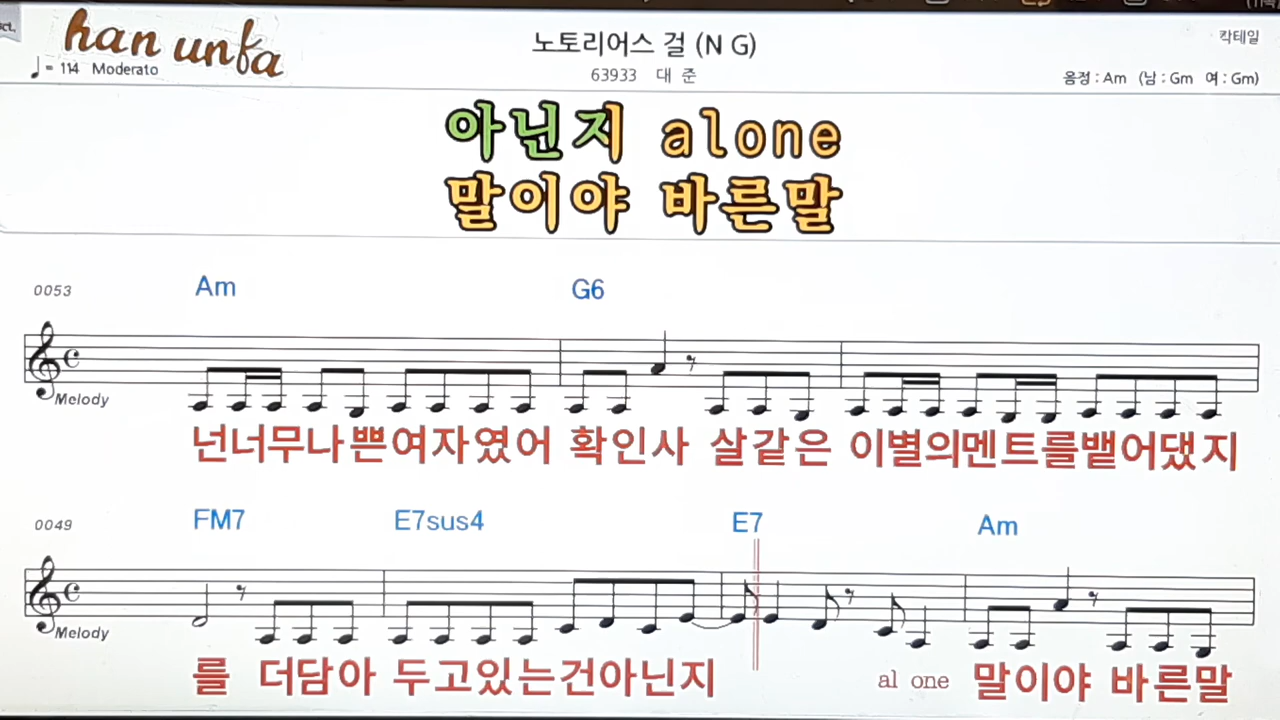 han unfa
노토리어스 걸 (N G)
칵테일
♩= 114 Moderato
63933 대 준
음정 : Am (남 : Gm 여 : Gm)
아닌지 alone
말이야 바른말
0053 Am G6
Melody
넌너무나쁜여자였어 확인사 살같은 이별의멘트를뱉어댔지
0049 FM7 E7sus4 E7 Am
Melody
를 더담아 두고있는건아닌지 al one 말이야 바른말